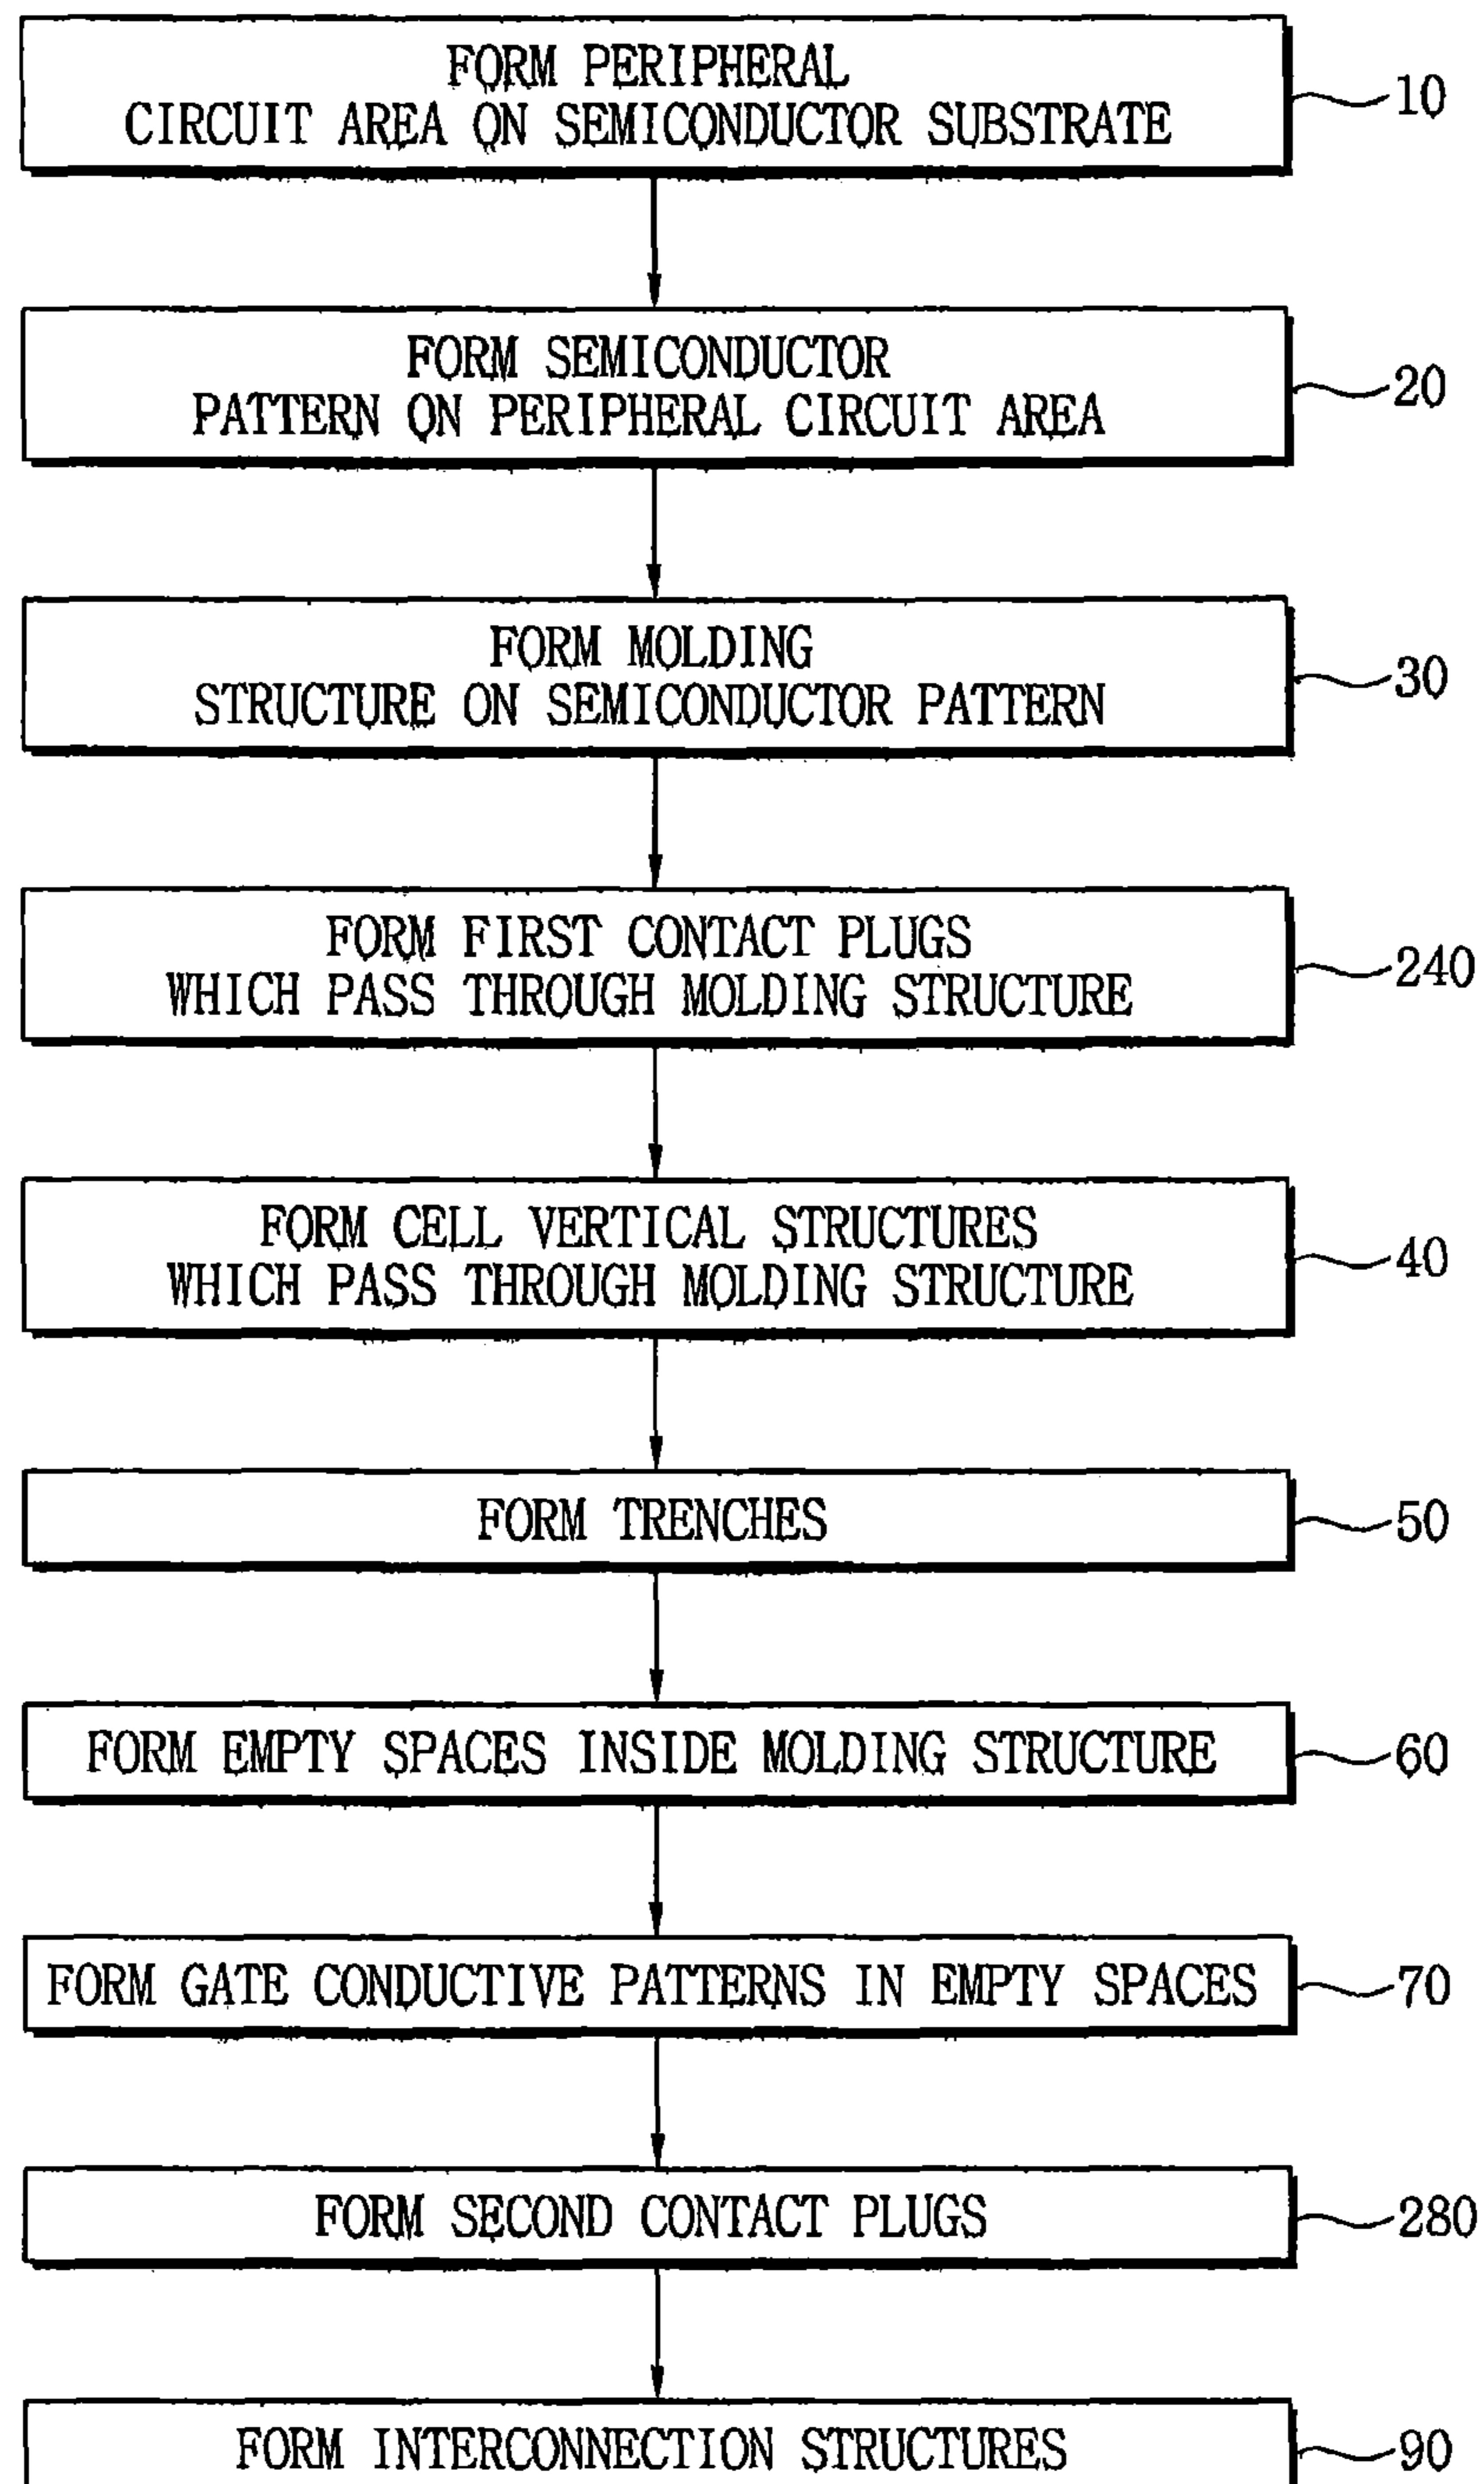 FORM PERIPHERAL
CIRCUIT AREA ON SEMICONDUCTOR SUBSTRATE
10
FORM SEMICONDUCTOR
PATTERN ON PERIPHERAL CIRCUIT AREA
20
FORM MOLDING
STRUCTURE ON SEMICONDUCTOR PATTERN
30
FORM FIRST CONTACT PLUGS
WHICH PASS THROUGH MOLDING STRUCTURE
240
FORM CELL VERTICAL STRUCTURES
WHICH PASS THROUGH MOLDING STRUCTURE
40
FORM TRENCHES
50
FORM EMPTY SPACES INSIDE MOLDING STRUCTURE
60
FORM GATE CONDUCTIVE PATTERNS IN EMPTY SPACES
70
FORM SECOND CONTACT PLUGS
280
FORM INTERCONNECTION STRUCTURES
90